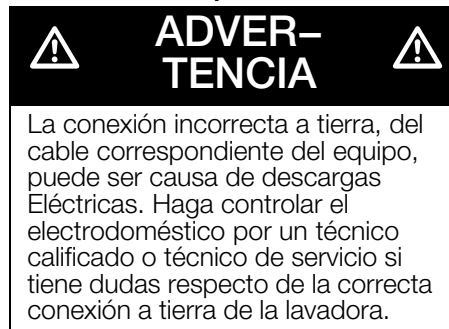 ADVER–
TENCIA
La conexión incorrecta a tierra, del
cable correspondiente del equipo,
puede ser causa de descargas
Eléctricas. Haga controlar el
electrodoméstico por un técnico
calificado o técnico de servicio si
tiene dudas respecto de la correcta
conexión a tierra de la lavadora.